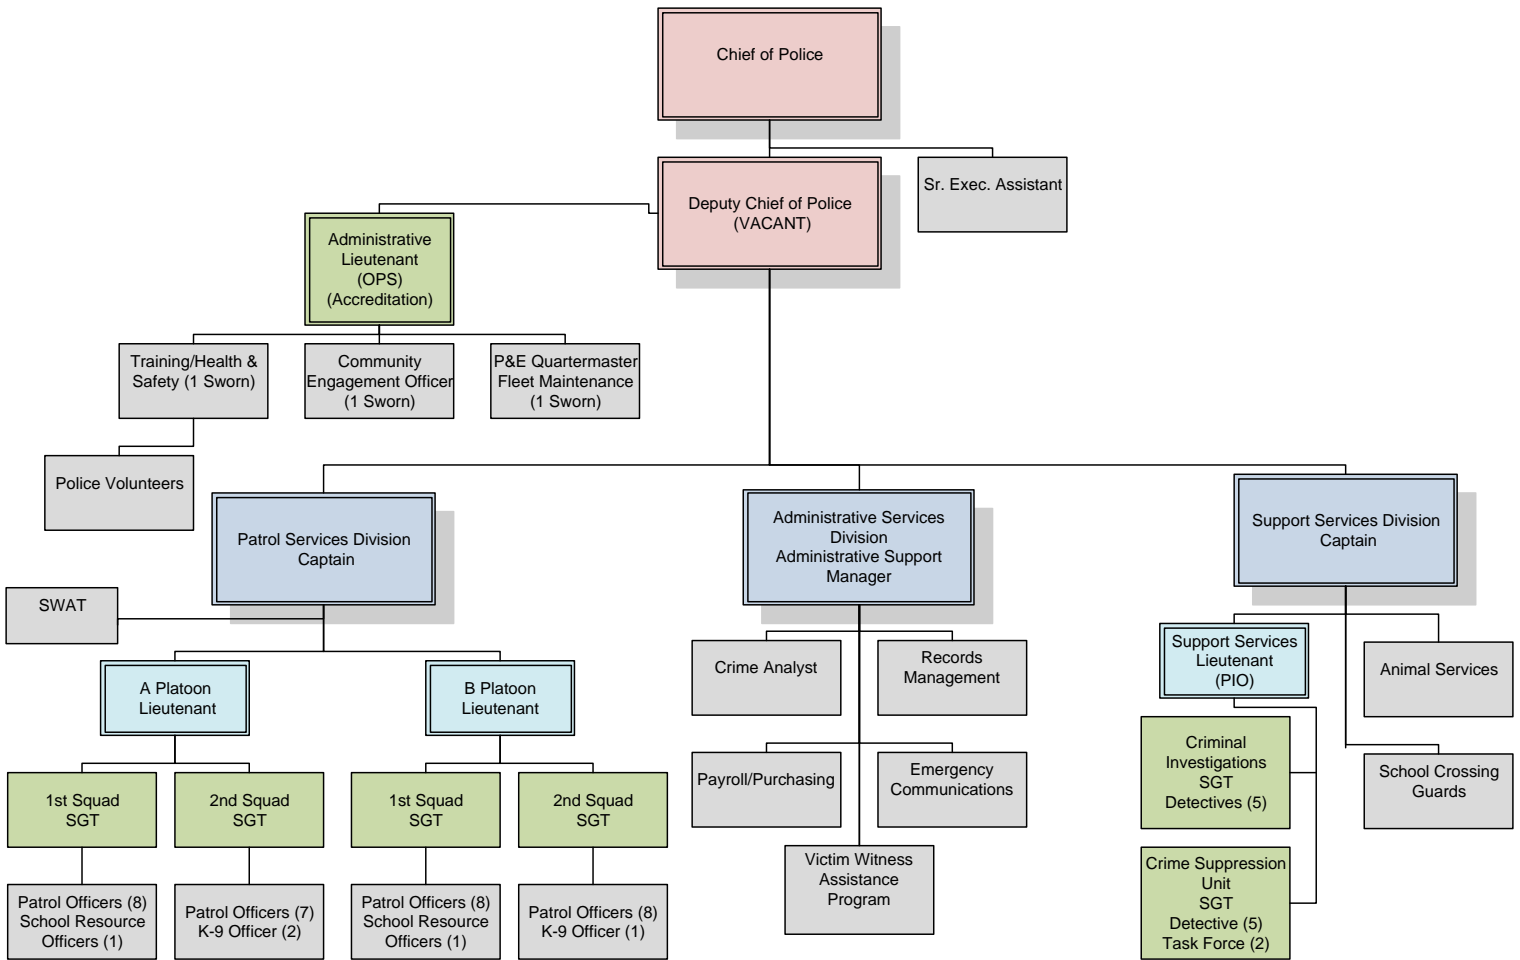 Chief of Police
Sr. Exec. Assistant
Deputy Chief of Police
(VACANT)
Administrative
Lieutenant
(OPS)
(Accreditation)
Training/Health &
Safety (1 Sworn)
Community
Engagement Officer
(1 Sworn)
P&E Quartermaster
Fleet Maintenance
(1 Sworn)
Police Volunteers
Patrol Services Division
Captain
Administrative Services
Division
Administrative Support
Manager
Support Services Division
Captain
SWAT
A Platoon
Lieutenant
B Platoon
Lieutenant
1st Squad
SGT
2nd Squad
SGT
1st Squad
SGT
2nd Squad
SGT
Patrol Officers (8)
School Resource
Officers (1)
Patrol Officers (7)
K-9 Officer (2)
Patrol Officers (8)
School Resource
Officers (1)
Patrol Officers (8)
K-9 Officer (1)
Crime Analyst
Records
Management
Payroll/Purchasing
Emergency
Communications
Victim Witness
Assistance
Program
Support Services
Lieutenant
(PIO)
Animal Services
Criminal
Investigations
SGT
Detectives (5)
School Crossing
Guards
Crime Suppression
Unit
SGT
Detective (5)
Task Force (2)